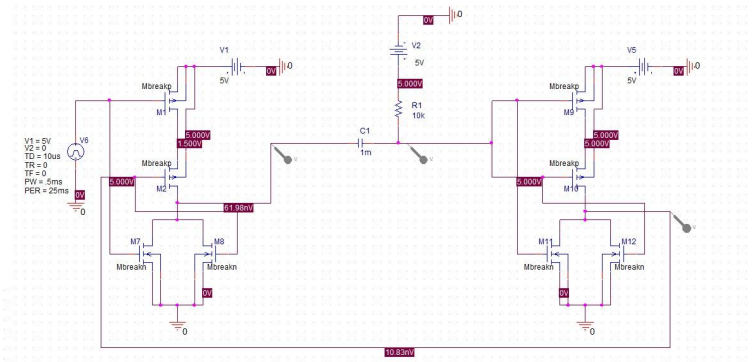 0V
0
V2
5V
V1
0V
0
5V
V5
0V
0
5V
5.000V
Mbreakp
M1
R1
10k
Mbreakp
M9
V1 = 5V
V2 = 0
TD = 10us
TR = 0
TF = 0
PW = .5ms
PER = 25ms
V6
0V
0
5.000V
1.500V
C1
1m
5.000V
5.000V
Mbreakp
5.000V
M2
Mbreakp
5.000V
M10
61.98nV
M7
M8
Mbreakn
Mbreakn
0V
0
M11
M12
Mbreakn
Mbreakn
0V
0
V
V
V
10.83nV